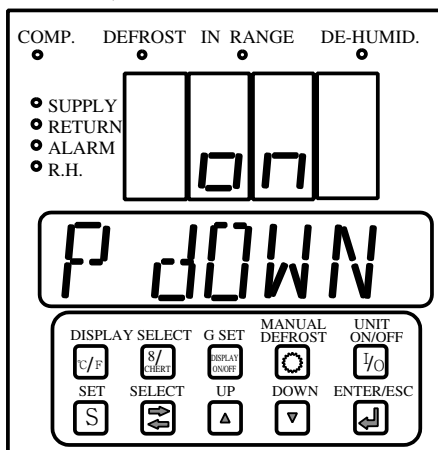 COMP. DEFROST IN RANGE DE-HUMID.
SUPPLY
RETURN
ALARM
R.H.
on
P dOWN
DISPLAY SELECT G SET MANUAL DEFROST UNIT ON/OFF
℃/F 8/CHERT DISPLAY ON/OFF I/O
SET SELECT UP DOWN ENTER/ESC
S